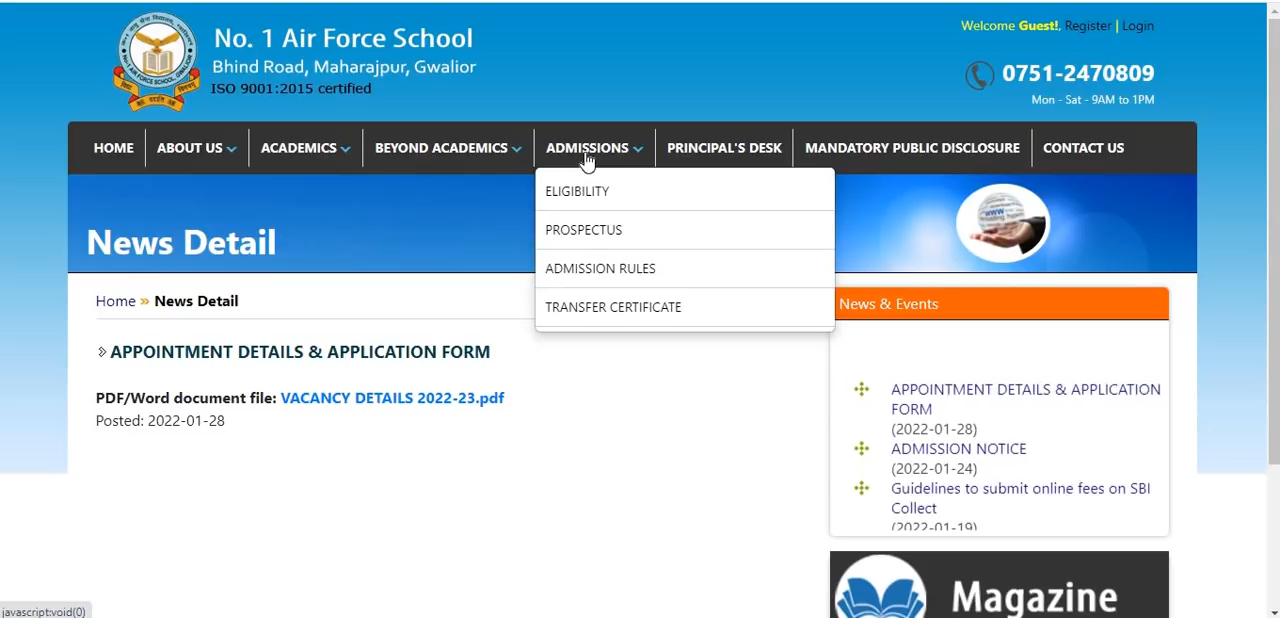 No. 1 Air Force School
Bhind Road, Maharajpur, Gwalior
ISO 9001:2015 certified
Welcome Guest!, Register | Login
0751-2470809
Mon - Sat - 9AM to 1PM
HOME ABOUT US ACADEMICS BEYOND ACADEMICS ADMISSIONS PRINCIPAL'S DESK MANDATORY PUBLIC DISCLOSURE CONTACT US
ELIGIBILITY
PROSPECTUS
ADMISSION RULES
TRANSFER CERTIFICATE
News Detail
Home » News Detail
APPOINTMENT DETAILS & APPLICATION FORM
PDF/Word document file: VACANCY DETAILS 2022-23.pdf
Posted: 2022-01-28
News & Events
APPOINTMENT DETAILS & APPLICATION
FORM
(2022-01-28)
ADMISSION NOTICE
(2022-01-24)
Guidelines to submit online fees on SBI
Collect
(2022-01-19)
Magazine
javascript:void(0)